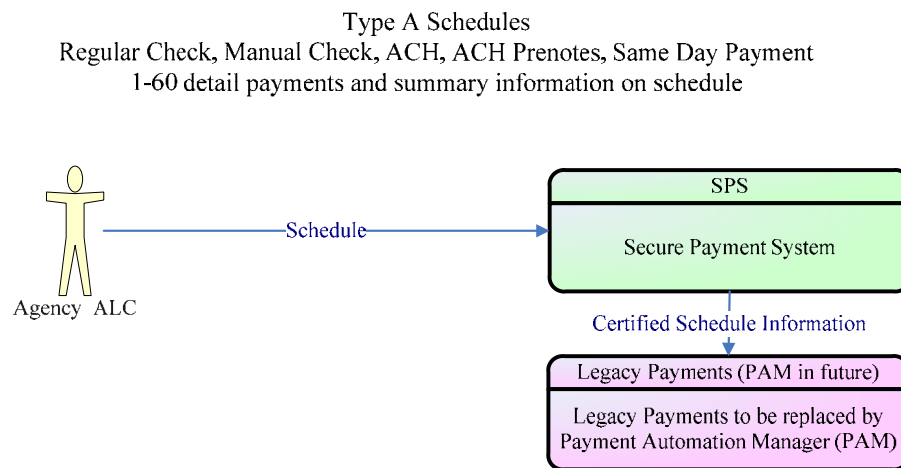 Type A Schedules
Regular Check, Manual Check, ACH, ACH Prenotes, Same Day Payment
1-60 detail payments and summary information on schedule
SPS
Schedule
Secure Payment System
Agency ALC
Certified Schedule Information
Legacy Payments (PAM in future)
Legacy Payments to be replaced by
Payment Automation Manager (PAM)